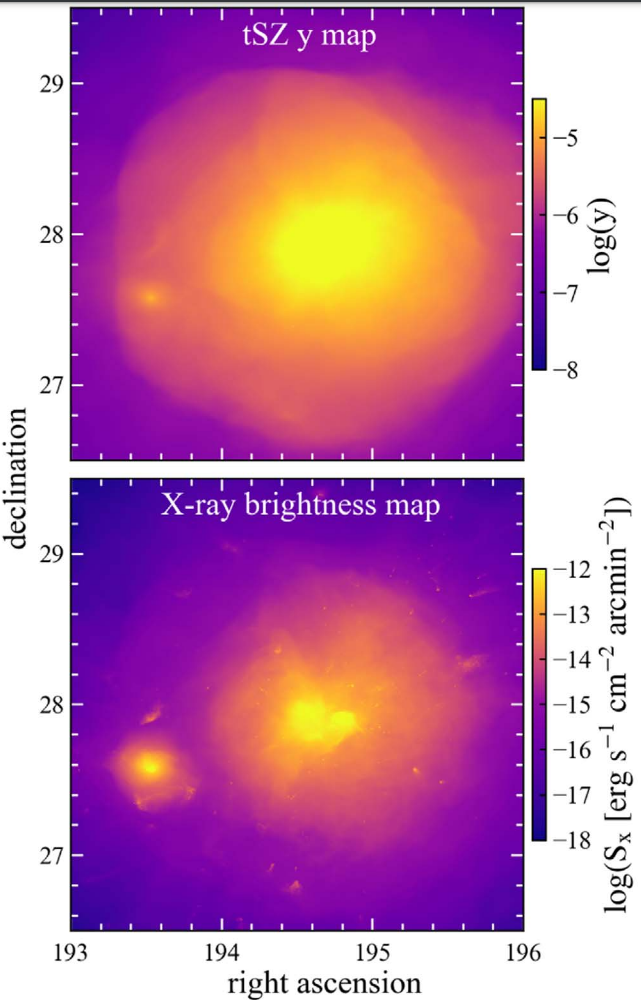 tSZ y map
29
28
27
−5
−6
−7
−8
log(y)
declination
X-ray brightness map
29
28
27
−12
−13
−14
−15
−16
−17
−18
log(Sx [erg s−1 cm−2 arcmin−2])
193 194 195 196
right ascension